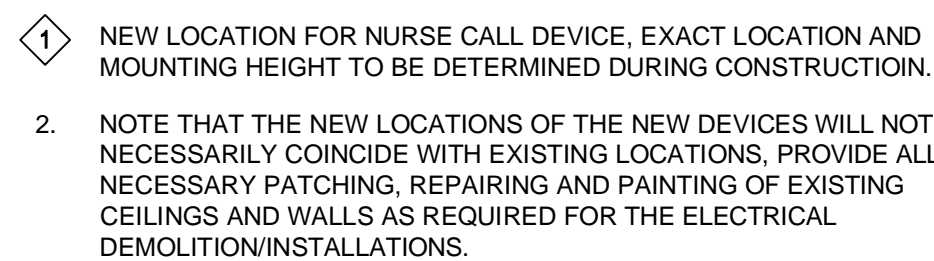 1 NEW LOCATION FOR NURSE CALL DEVICE, EXACT LOCATION AND
MOUNTING HEIGHT TO BE DETERMINED DURING CONSTRUCTIOIN.
2. NOTE THAT THE NEW LOCATIONS OF THE NEW DEVICES WILL NOT
NECESSARILY COINCIDE WITH EXISTING LOCATIONS, PROVIDE ALL
NECESSARY PATCHING, REPAIRING AND PAINTING OF EXISTING
CEILINGS AND WALLS AS REQUIRED FOR THE ELECTRICAL
DEMOLITION/INSTALLATIONS.